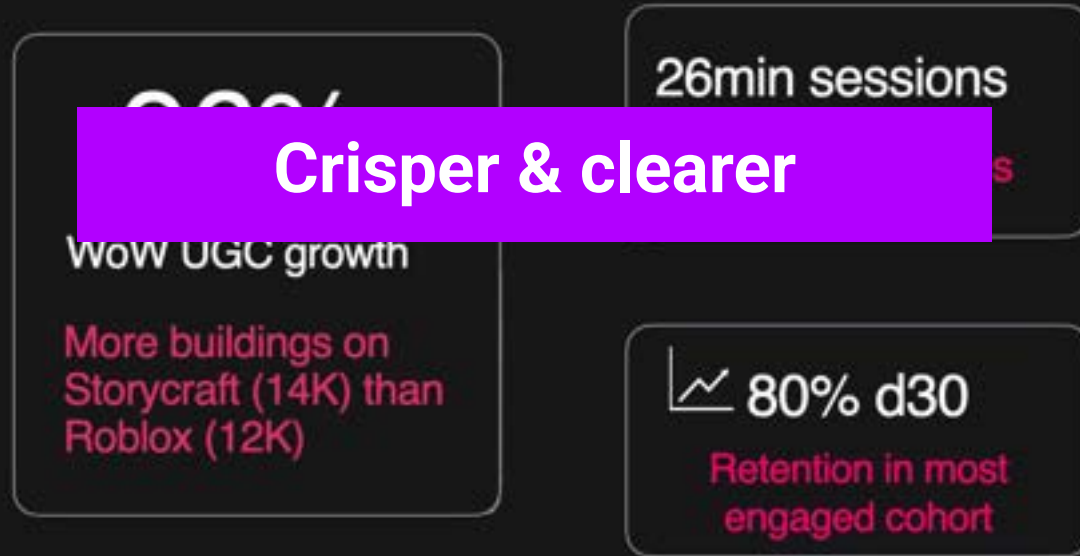 26min sessions
Crisper & clearer
WoW UGC growth
More buildings on
Storycraft (14K) than
Roblox (12K)
80% d30
Retention in most
engaged cohort